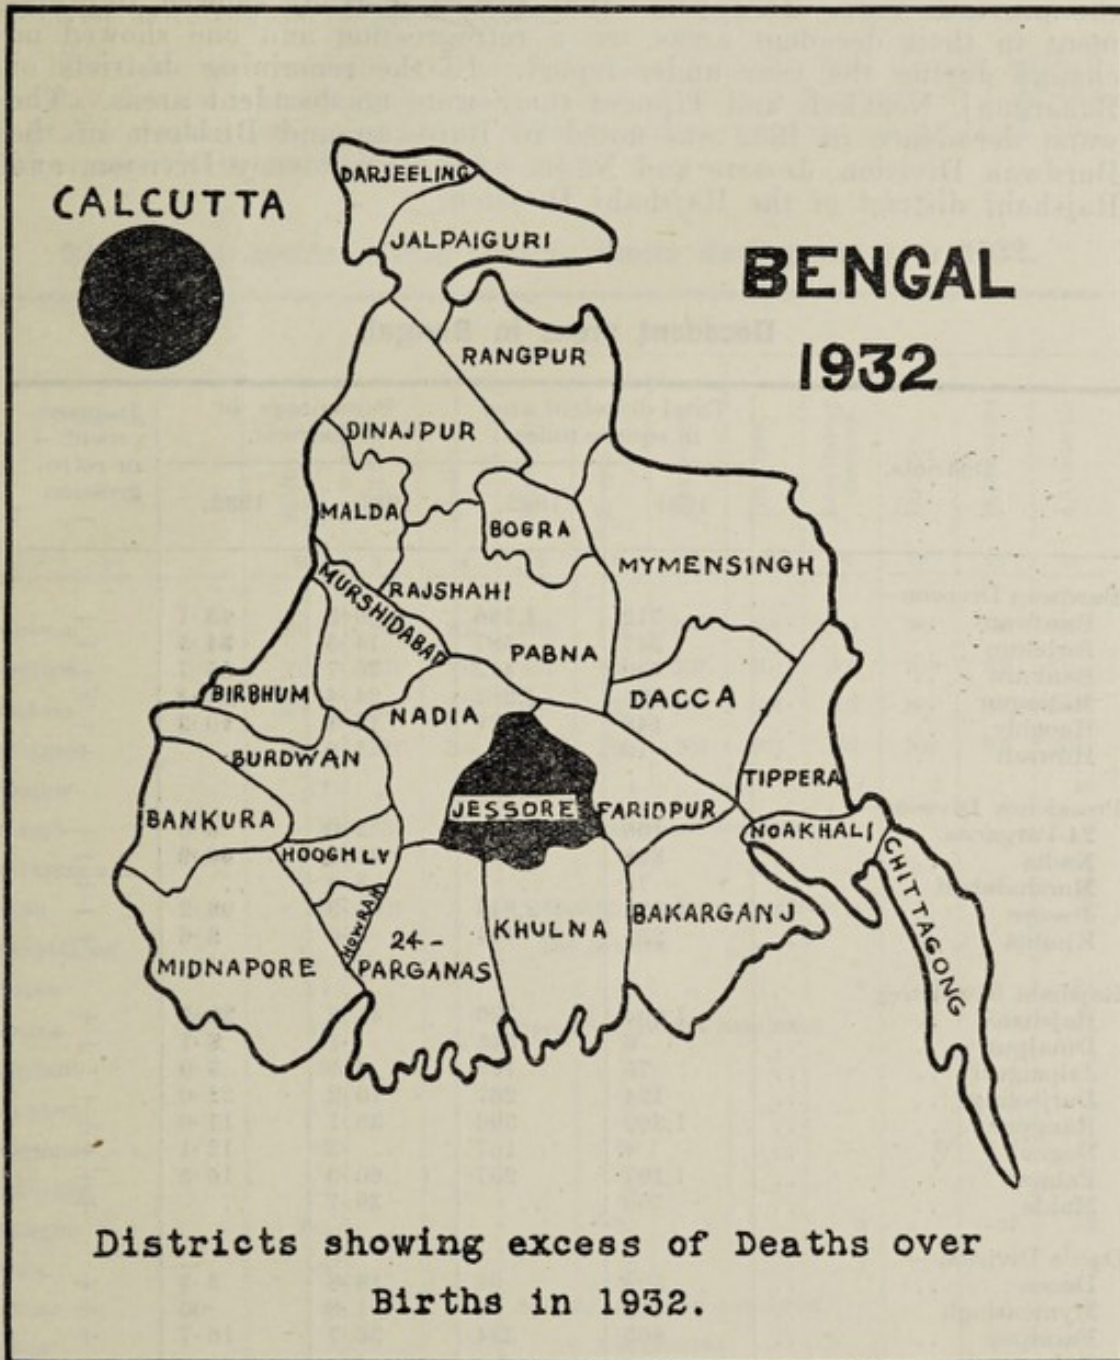 CALCUTTA
BENGAL
1932
DARJEELING
JALPAIGURI
RANGPUR
DINAJPUR
MALDA
BOGRA
MYMENSINGH
MURSHIDABAD
RAJSHAHI
PABNA
DACCA
BIRBHUM
NADIA
BURDWAN
TIPPERA
BANKURA
JESSORE
FARIDPUR
NOAKHALI
HOOGHLY
CHITTAGONG
HOWRAH
24-
PARGANAS
KHULNA
BAKARGANJ
MIDNAPORE
Districts showing excess of Deaths over
Births in 1932.